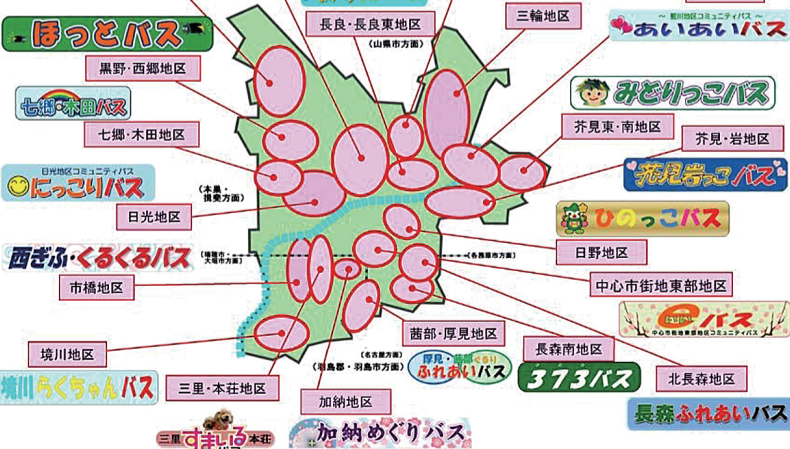 ほっとバス
黒野・西郷地区
七郷・木田バス
七郷・木田地区
日光地区コミュニティバス
にっこりバス
日光地区
西ぎふ・くるくるバス
市橋地区
境川地区
境川らくちゃんバス
三里・本荘地区
三里 すまいる 本荘
バス
加納地区
加納めぐりバス
長良・長良東地区
(山県市方面)
三輪地区
～ 鮎川地区コミュニティバス ～
あいあいバス
みどりっこバス
芥見東・南地区
芥見・岩地区
芥見岩っこバス
ひのっこバス
日野地区
(本巣・
揖斐方面)
(瑞穂市・
大垣市方面)
(各務原市方面)
中心市街地東部地区
バス
中心市街地東部地区コミュニティバス
茜部・厚見地区
(名古屋方面)
(羽島郡・羽島市方面)
厚見・茜部ぐるり
ふれあいバス
長森南地区
373バス
北長森地区
長森ふれあいバス